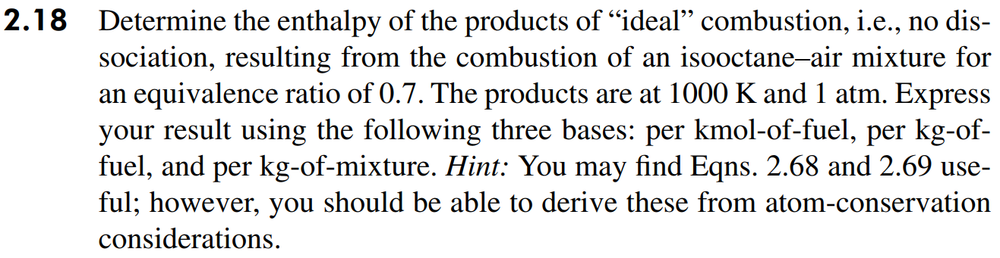 2.18 Determine the enthalpy of the products of “ideal” combustion, i.e., no dis-
sociation, resulting from the combustion of an isooctane–air mixture for
an equivalence ratio of 0.7. The products are at 1000 K and 1 atm. Express
your result using the following three bases: per kmol-of-fuel, per kg-of-
fuel, and per kg-of-mixture. Hint: You may find Eqns. 2.68 and 2.69 use-
ful; however, you should be able to derive these from atom-conservation
considerations.